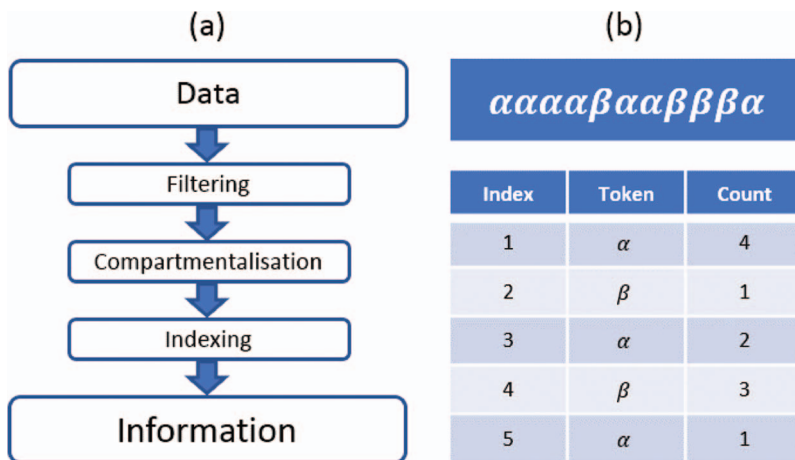 (a)
Data
Filtering
Compartmentalisation
Indexing
Information
(b)
ααααβααβββα
Index Token Count
1 α 4
2 β 1
3 α 2
4 β 3
5 α 1